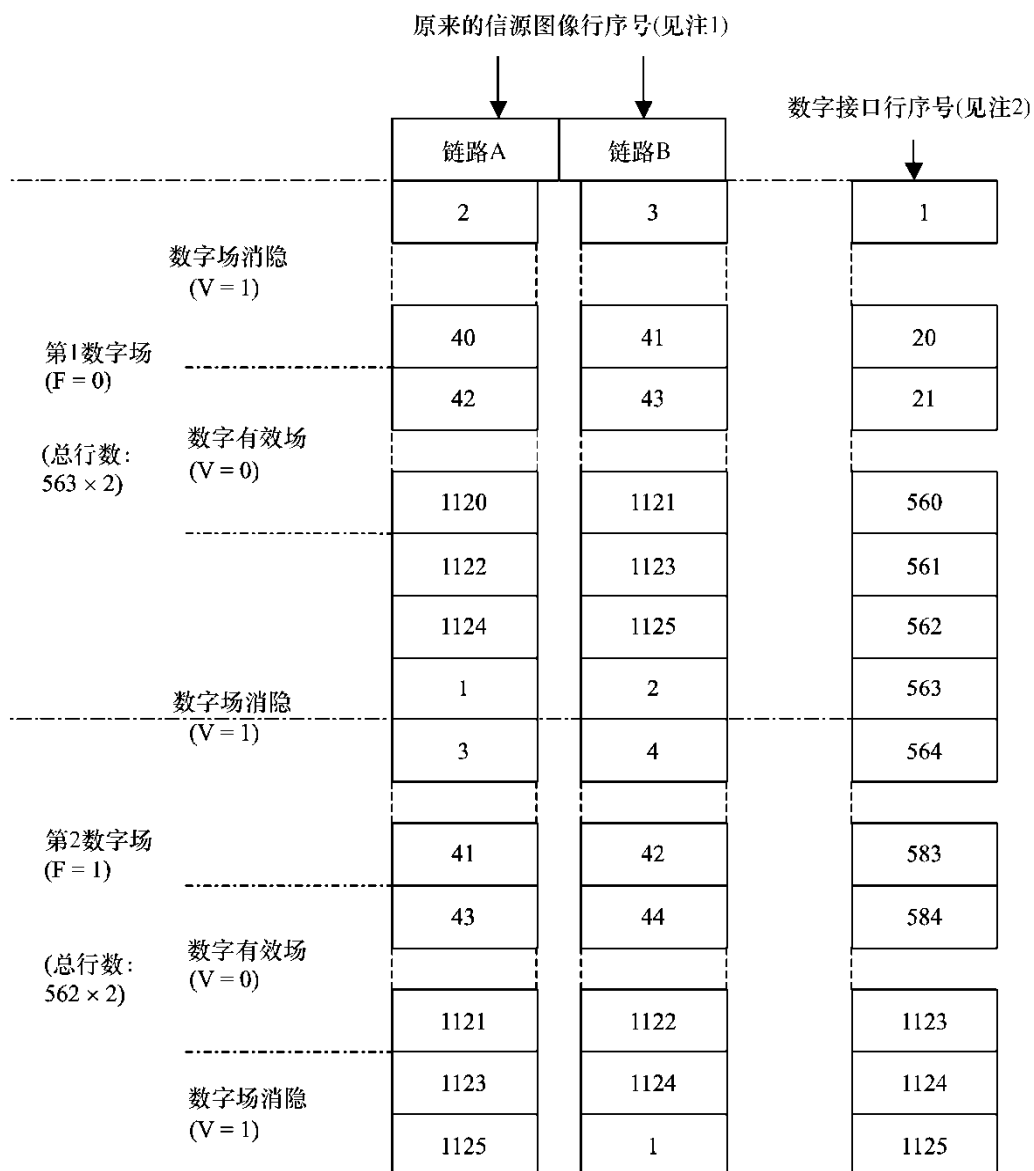 原来的信源图像行序号(见注1)
数字接口行序号(见注2)
链路A 链路B
2 3 1
数字场消隐
(V = 1)
40 41 20
第1数字场
(F = 0)
42 43 21
数字有效场
(总行数:
(V = 0)
563 × 2)
1120 1121 560
1122 1123 561
1124 1125 562
1 2 563
数字场消隐
(V = 1)
3 4 564
第2数字场
41 42 583
(F = 1)
43 44 584
数字有效场
(总行数:
(V = 0)
562 × 2)
1121 1122 1123
1123 1124 1124
数字场消隐
(V = 1)
1125 1 1125